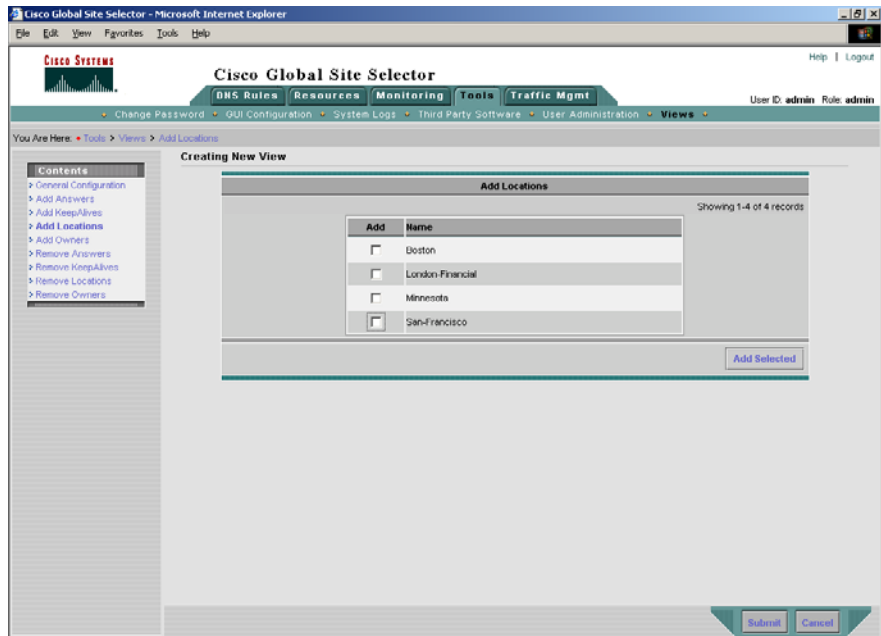 Cisco Global Site Selector - Microsoft Internet Explorer
File Edit View Favorites Tools Help
CISCO SYSTEMS
Help | Logout
Cisco Global Site Selector
DNS Rules Resources Monitoring Tools Traffic Mgmt
User ID: admin Role: admin
Change Password GUI Configuration System Logs Third Party Software User Administration Views
You Are Here: Tools > Views > Add Locations
Creating New View
Contents
> General Configuration
> Add Answers
> Add KeepAlives
> Add Locations
> Add Owners
> Remove Answers
> Remove KeepAlives
> Remove Locations
> Remove Owners
Add Locations
Showing 1-4 of 4 records
Add Name
Boston
London-Financial
Minnesota
San-Francisco
Add Selected
Submit Cancel